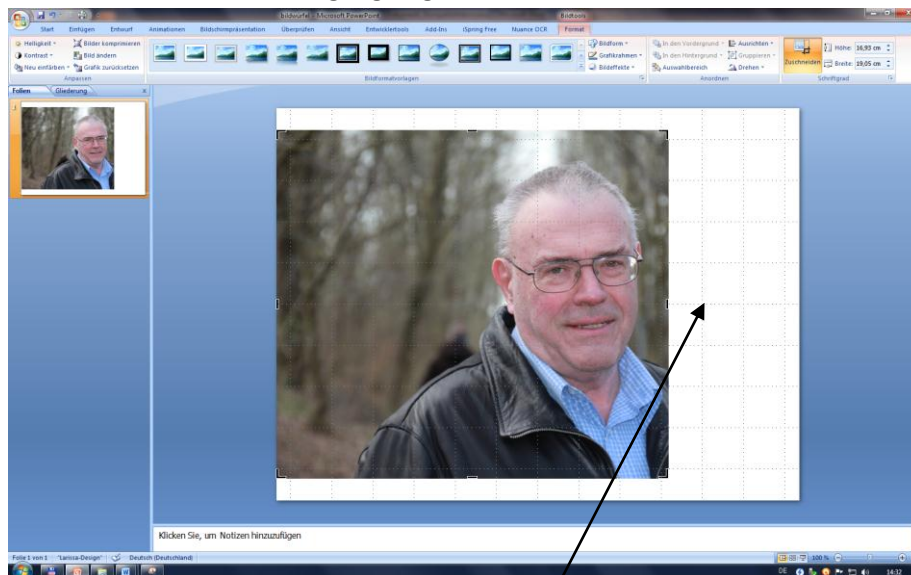 Bildwürfel - Microsoft PowerPoint
Bildtools
Start Einfügen Entwurf Animationen Bildschirmpräsentation Überprüfen Ansicht Entwicklertools Add-Ins iSpring Free Nuance OCR Format
Helligkeit Bilder komprimieren Bildform In den Vordergrund Ausrichten Höhe: 16,93 cm
Kontrast Bild ändern Grafikrahmen In den Hintergrund Gruppieren Zuschneiden Breite: 19,05 cm
Neu einfärben Grafik zurücksetzen Bildeffekte Auswahlbereich Drehen
Anpassen Bildformatvorlagen Anordnen Schriftgrad
Folien Gliederung x
1
Klicken Sie, um Notizen hinzuzufügen
Folie 1 von 1 "Larissa-Design" Deutsch (Deutschland) 100 %
DE 14:32